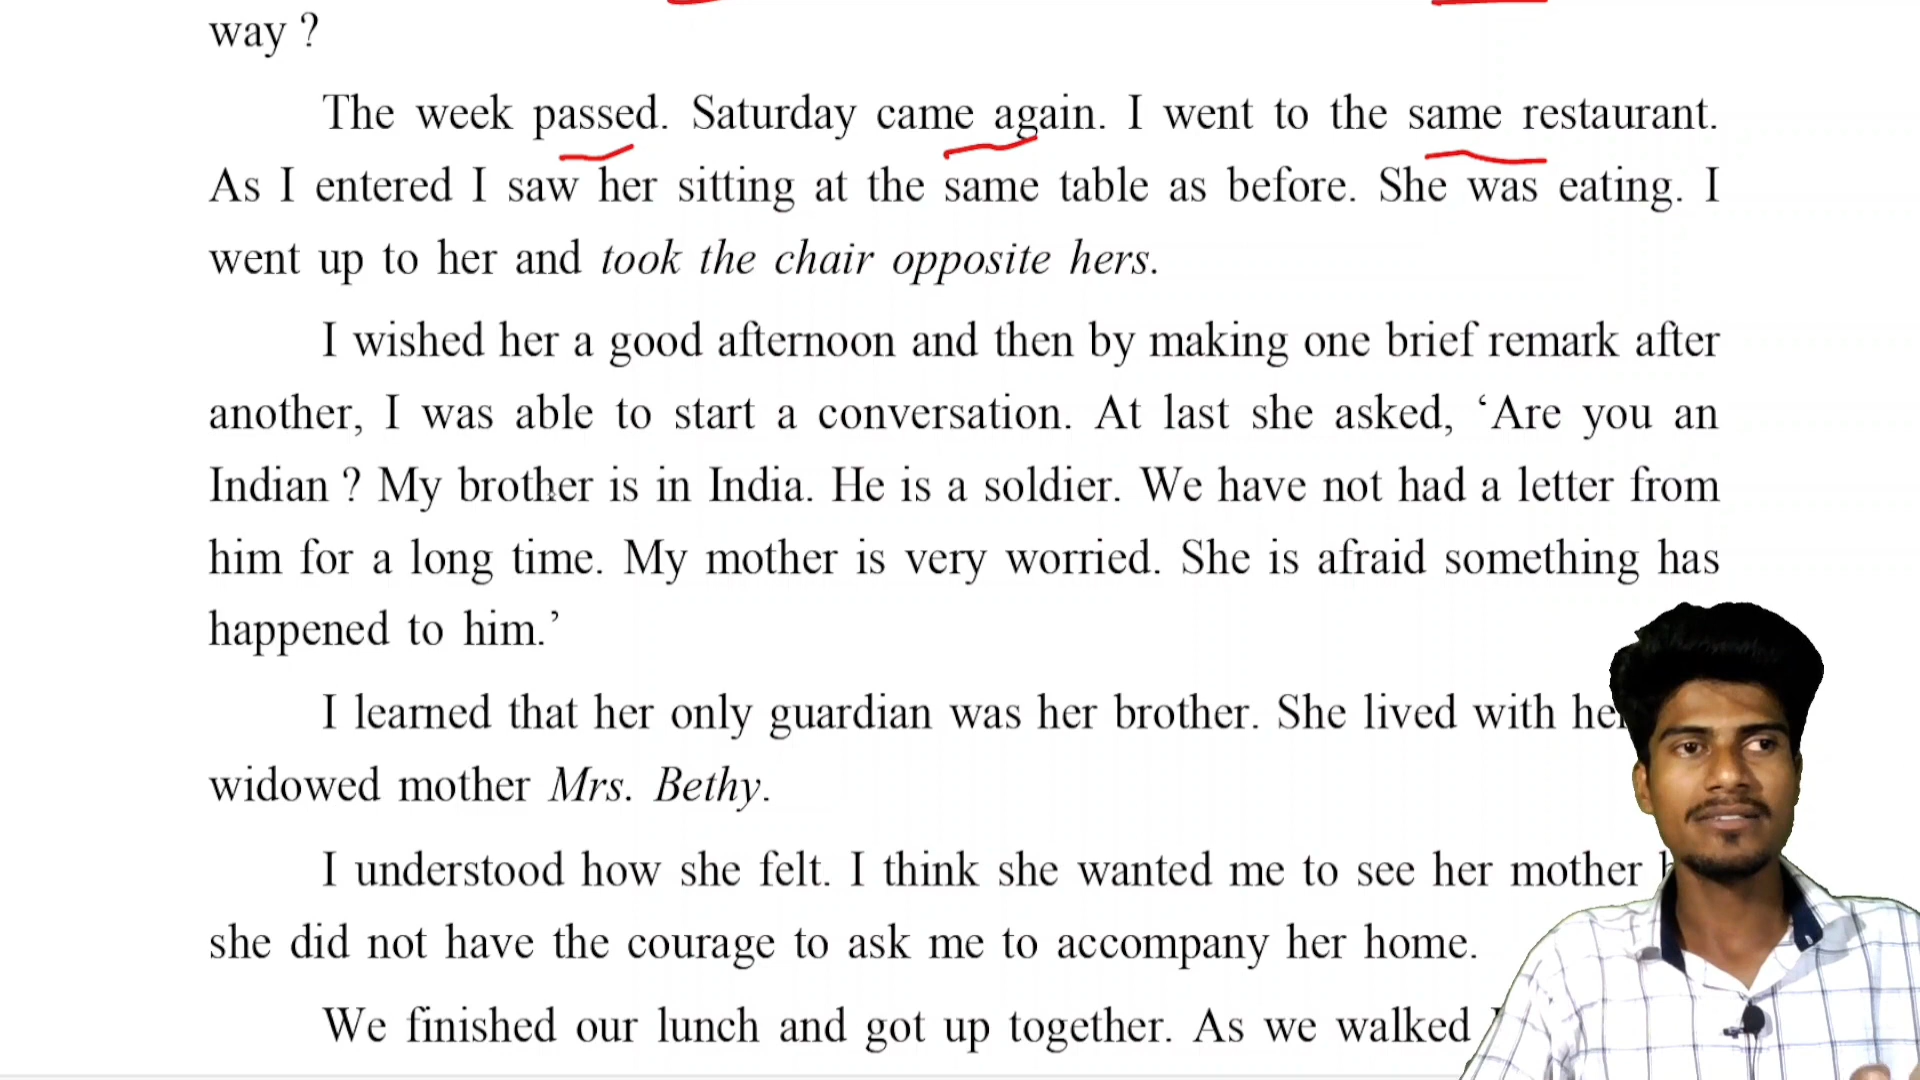 way ?
The week passed. Saturday came again. I went to the same restaurant.
As I entered I saw her sitting at the same table as before. She was eating. I
went up to her and took the chair opposite hers.
I wished her a good afternoon and then by making one brief remark after
another, I was able to start a conversation. At last she asked, ‘Are you an
Indian ? My brother is in India. He is a soldier. We have not had a letter from
him for a long time. My mother is very worried. She is afraid something has
happened to him.’
I learned that her only guardian was her brother. She lived with her
widowed mother Mrs. Bethy.
I understood how she felt. I think she wanted me to see her mother
she did not have the courage to ask me to accompany her home.
We finished our lunch and got up together. As we walked